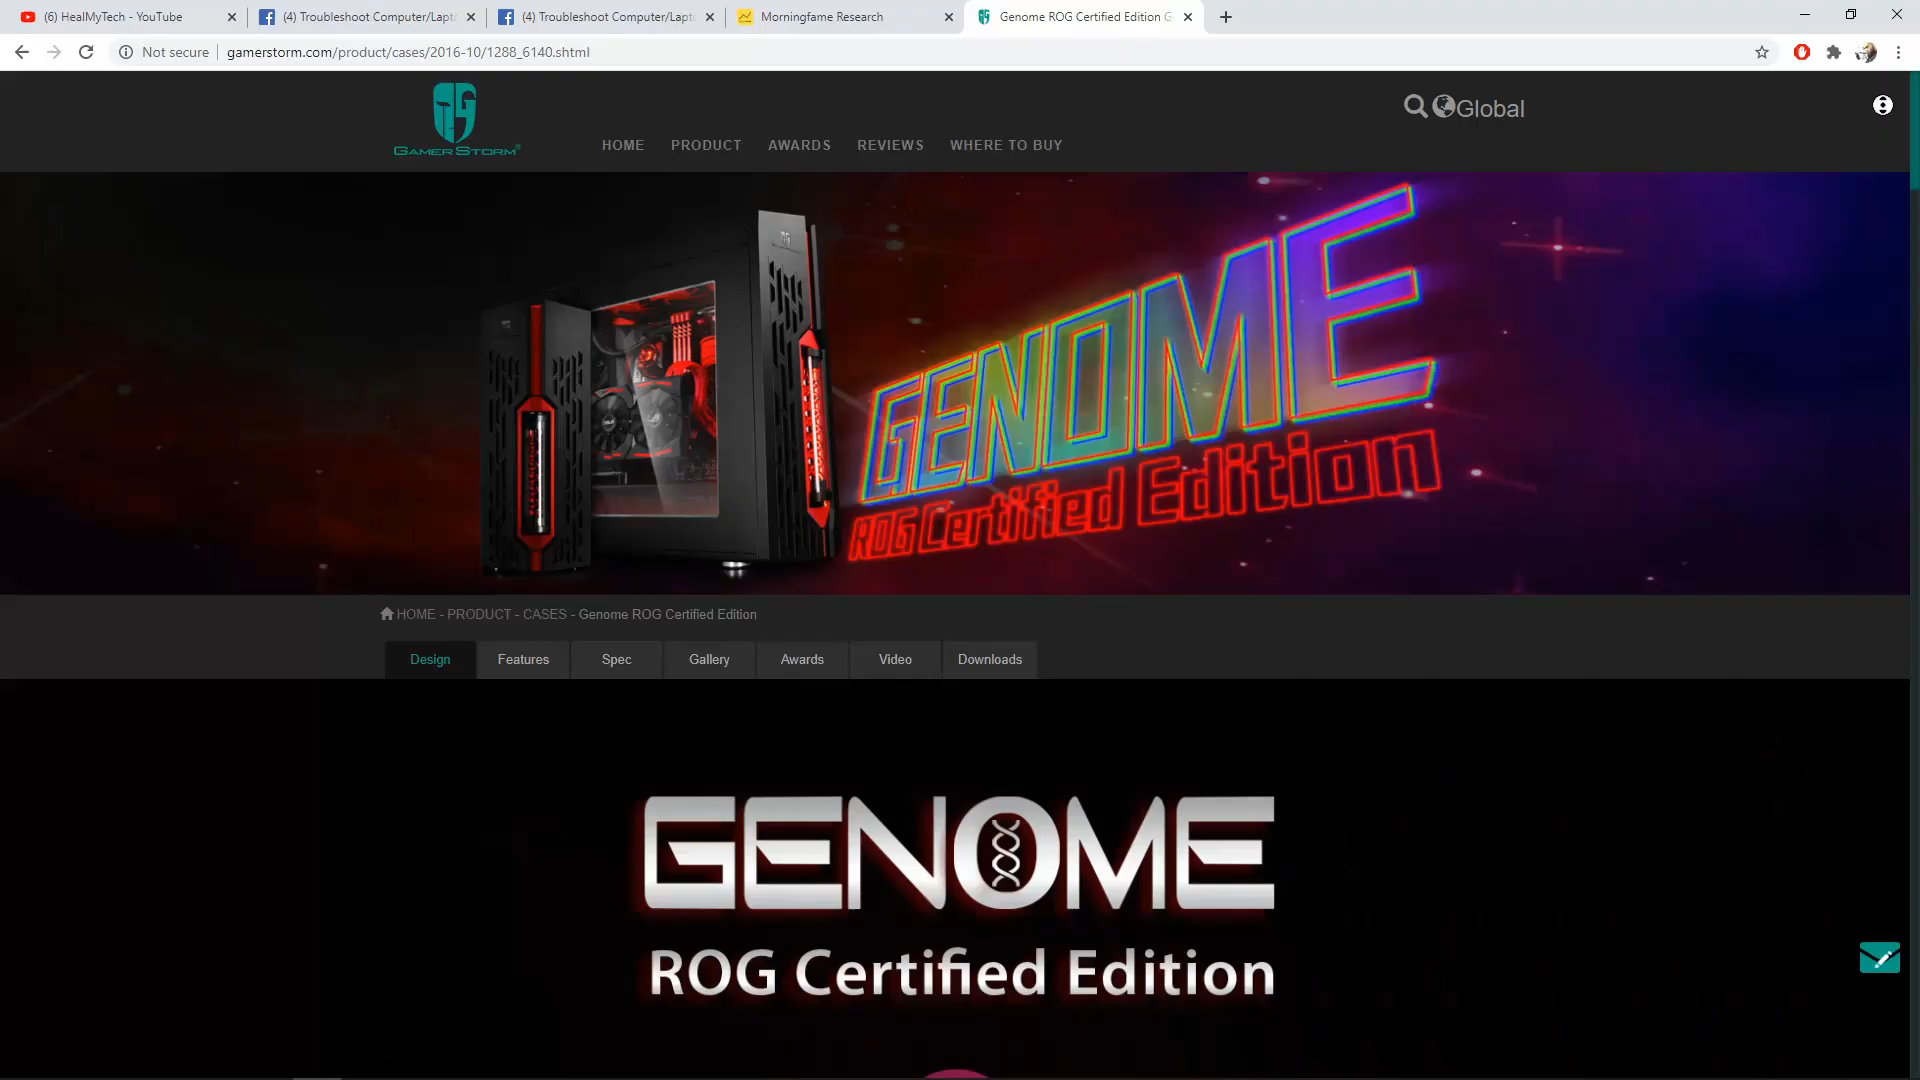 (6) HealMyTech - YouTube
(4) Troubleshoot Computer/Lapt
(4) Troubleshoot Computer/Lapt
Morningfame Research
Genome ROG Certified Edition G
Not secure
gamerstorm.com/product/cases/2016-10/1288_6140.shtml
GAMERSTORM®
HOME
PRODUCT
AWARDS
REVIEWS
WHERE TO BUY
Global
GENOME
ROG Certified Edition
HOME - PRODUCT - CASES - Genome ROG Certified Edition
Design
Features
Spec
Gallery
Awards
Video
Downloads
GENOME
ROG Certified Edition